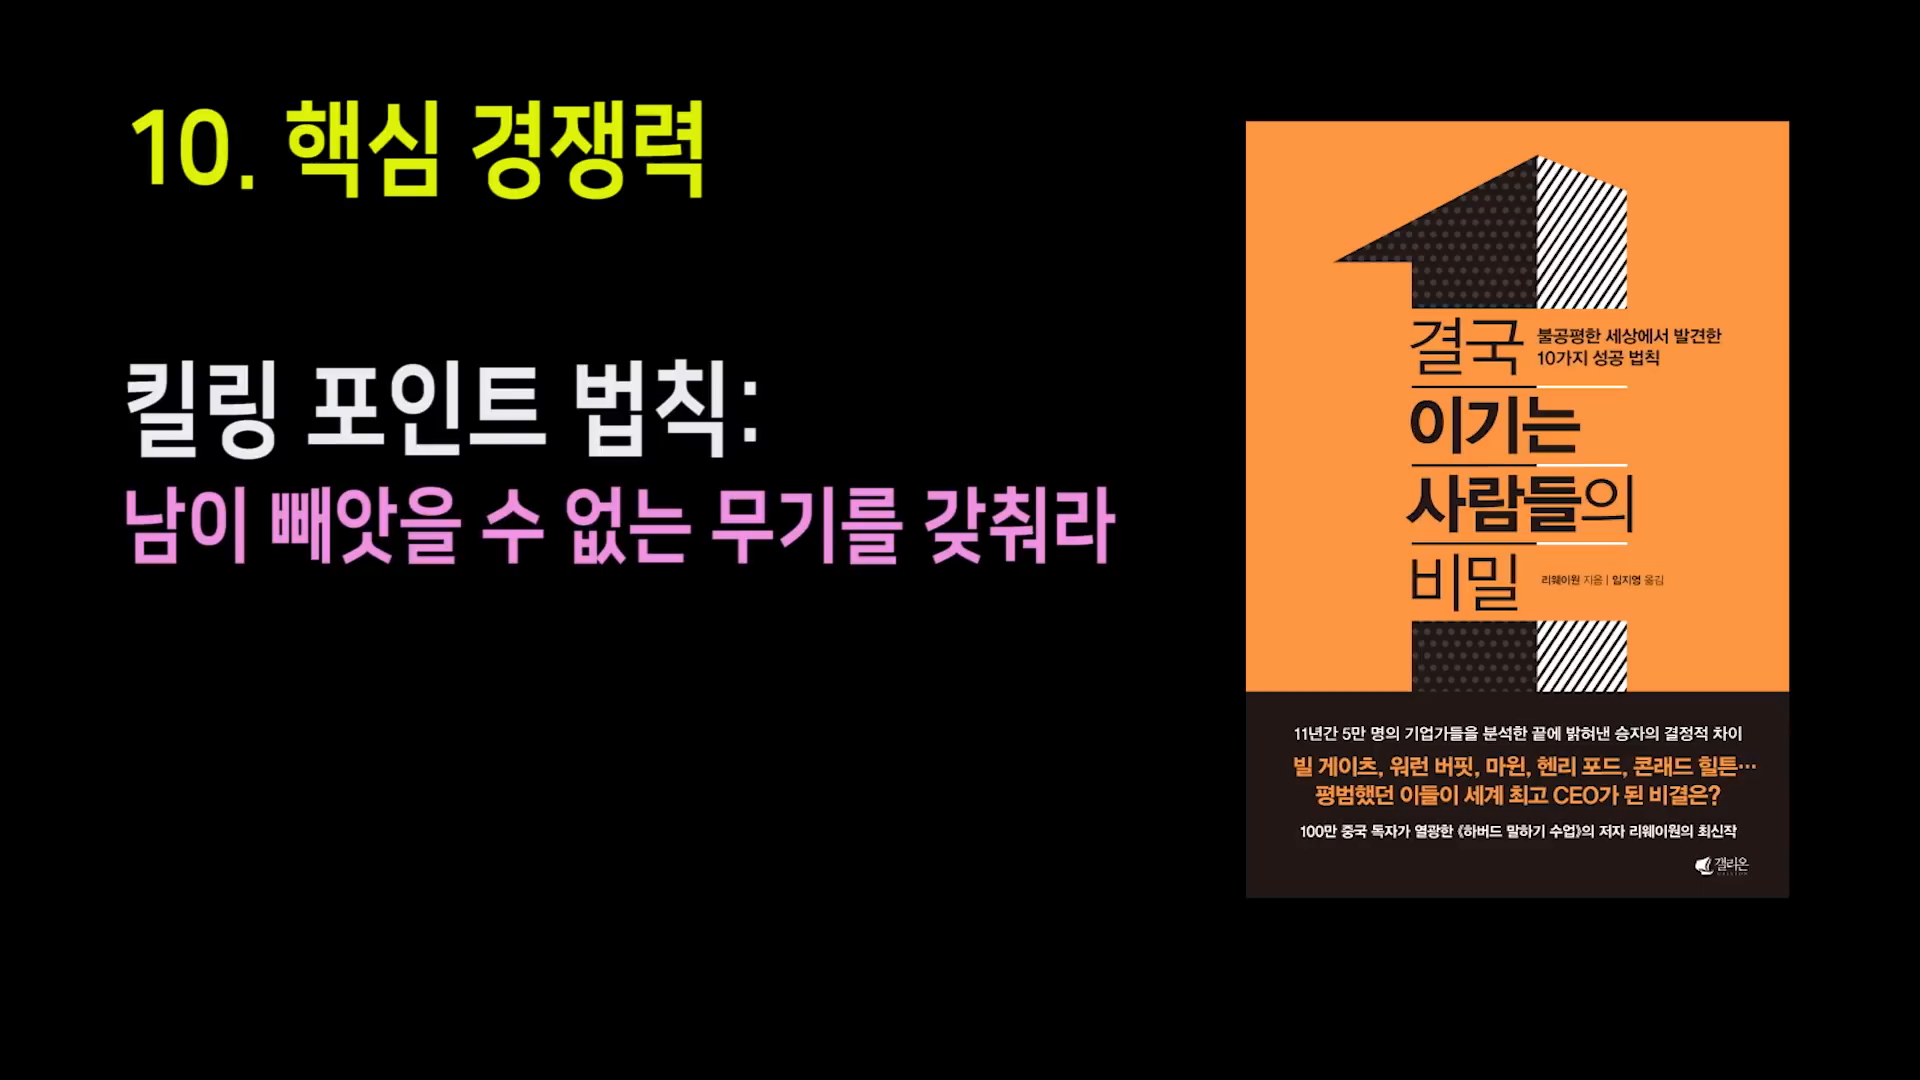 10. 핵심 경쟁력
킬링 포인트 법칙:
남이 빼앗을 수 없는 무기를 갖춰라
결국
불공평한 세상에서 발견한
10가지 성공 법칙
이기는
사람들의
비밀
리웨이원 지음 | 임지영 옮김
11년간 5만 명의 기업가들을 분석한 끝에 밝혀낸 승자의 결정적 차이
빌 게이츠, 워런 버핏, 마윈, 헨리 포드, 콘래드 힐튼…
평범했던 이들이 세계 최고 CEO가 된 비결은?
100만 중국 독자가 열광한 《하버드 말하기 수업》의 저자 리웨이원의 최신작
갤리온